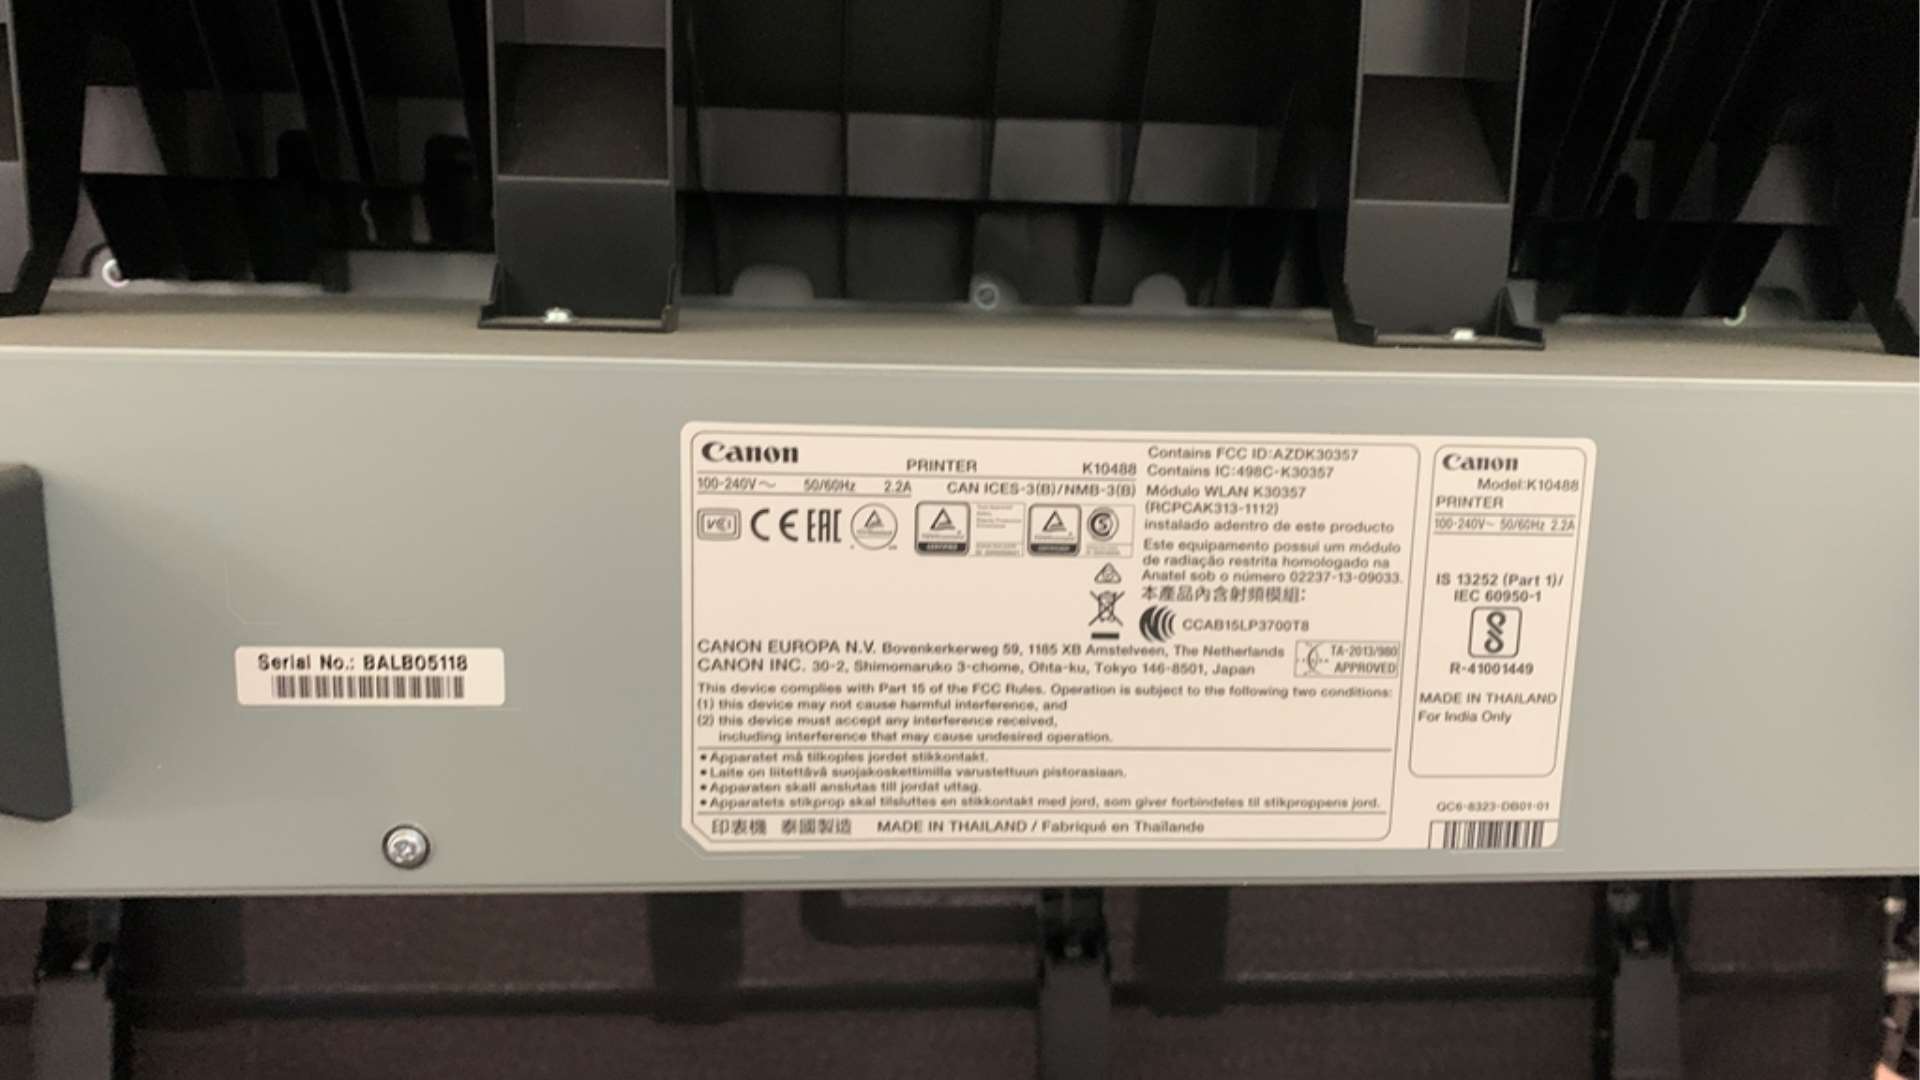 Serial No.: BALB05118
Canon
PRINTER K10488
100-240V～ 50/60Hz 2.2A CAN ICES-3(B)/NMB-3(B)
VCI CE EAC
CERTIFIED
Contains FCC ID:AZDK30357
Contains IC:498C-K30357
Módulo WLAN K30357
(RCPCAK313-1112)
instalado adentro de este producto
Este equipamento possui um módulo
de radiação restrita homologado na
Anatel sob o número 02237-13-09033.
本產品內含射頻模組:
CCAB15LP3700T8
CANON EUROPA N.V. Bovenkerkerweg 59, 1185 XB Amstelveen, The Netherlands
CANON INC. 30-2, Shimomaruko 3-chome, Ohta-ku, Tokyo 146-8501, Japan
TA-2013/980
APPROVED
This device complies with Part 15 of the FCC Rules. Operation is subject to the following two conditions:
(1) this device may not cause harmful interference, and
(2) this device must accept any interference received,
including interference that may cause undesired operation.
• Apparatet må tilkoples jordet stikkontakt.
• Laite on liitettävä suojakoskettimilla varustettuun pistorasiaan.
• Apparaten skall anslutas till jordat uttag.
• Apparatets stikprop skal tilsluttes en stikkontakt med jord, som giver forbindeles til stikproppens jord.
印表機 泰國製造 MADE IN THAILAND / Fabriqué en Thaïlande
Canon
Model:K10488
PRINTER
100-240V～ 50/60Hz 2.2A
IS 13252 (Part 1)/
IEC 60950-1
R-41001449
MADE IN THAILAND
For India Only
QC6-8323-DB01-01